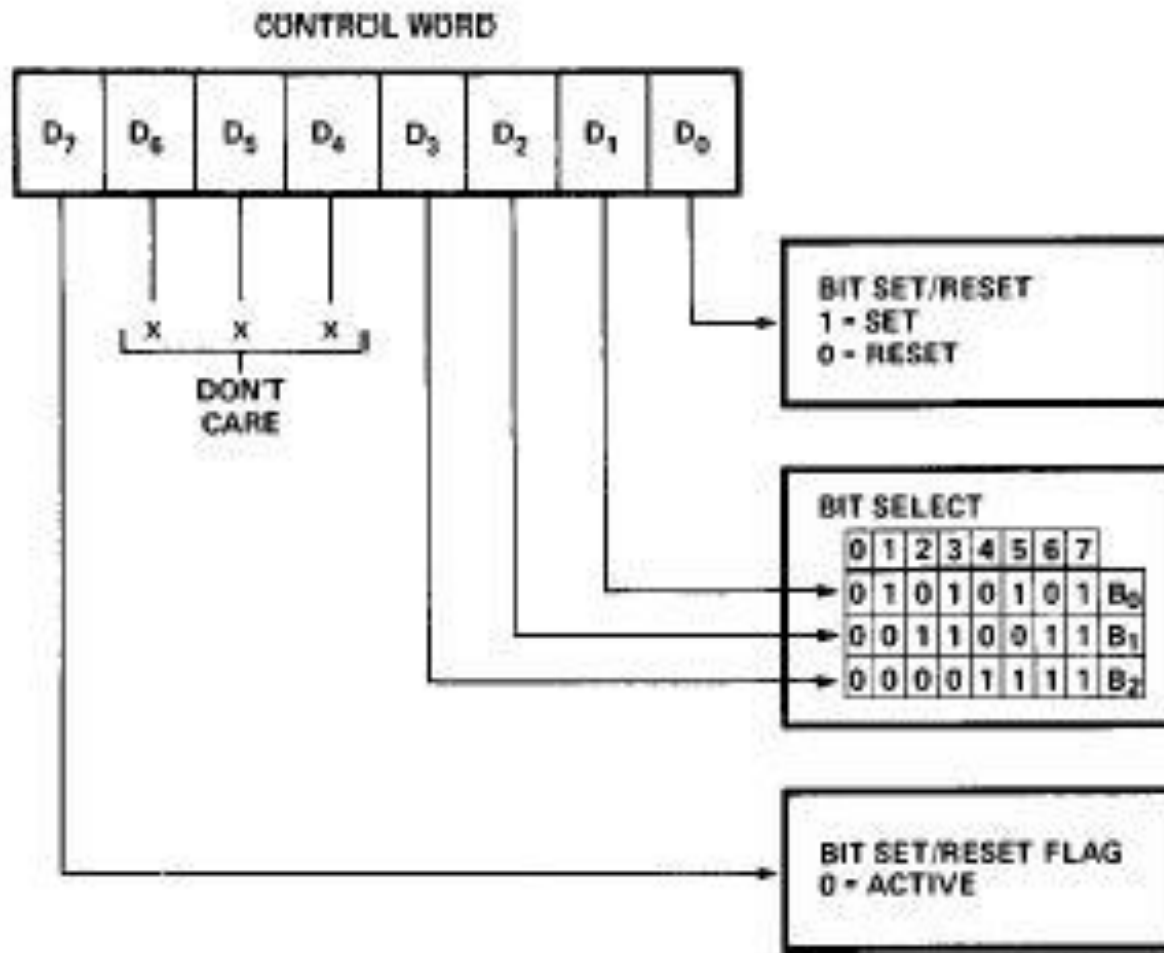 CONTROL WORD
D7 D6 D5 D4 D3 D2 D1 D0
X X X
DON'T
CARE
BIT SET/RESET
1 = SET
0 = RESET
BIT SELECT
0 1 2 3 4 5 6 7
0 1 0 1 0 1 0 1 B0
0 0 1 1 0 0 1 1 B1
0 0 0 0 1 1 1 1 B2
BIT SET/RESET FLAG
0 = ACTIVE